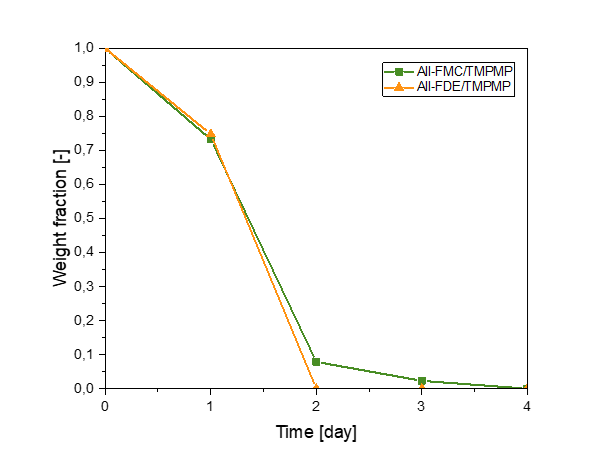 All-FMC/TMPMP
All-FDE/TMPMP
1,0
0,9
0,8
0,7
0,6
0,5
0,4
0,3
0,2
0,1
0,0
Weight fraction [-]
0 1 2 3 4
Time [day]